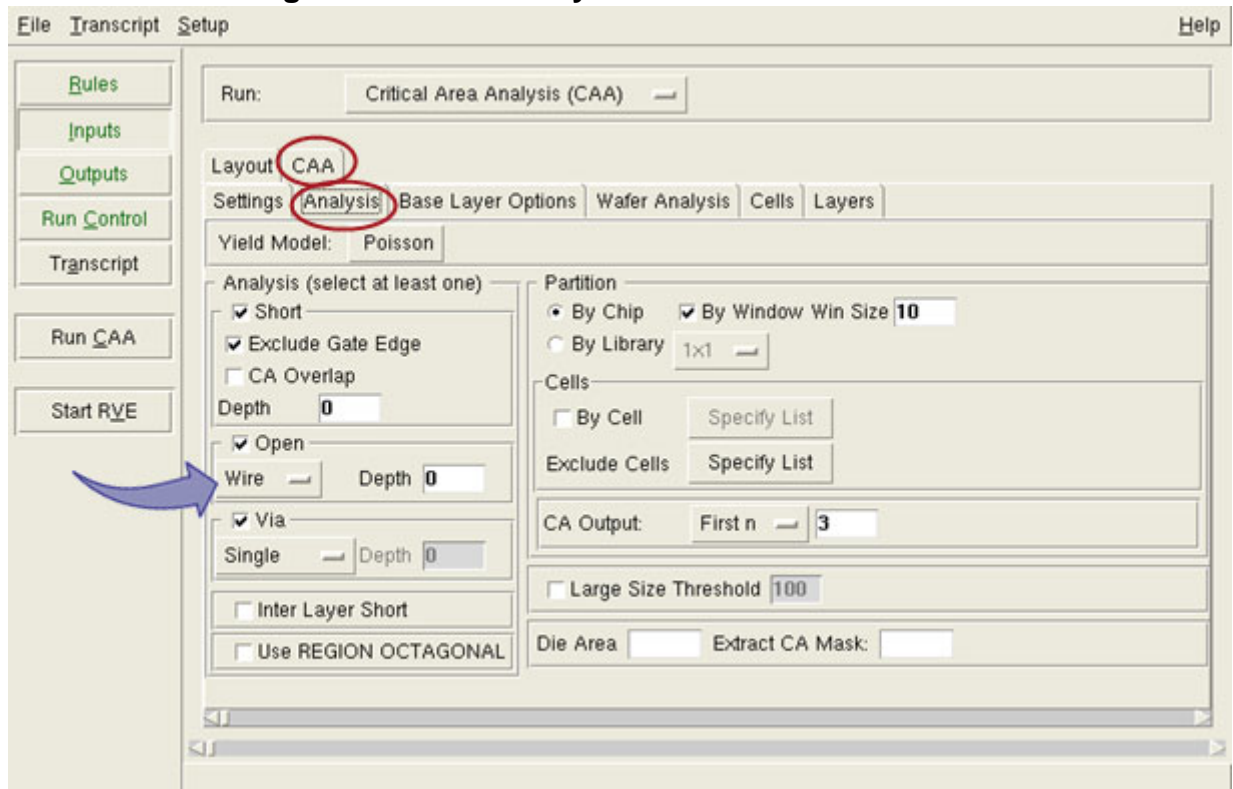 File Transcript Setup Help
Rules
Inputs
Outputs
Run Control
Transcript
Run CAA
Start RVE
Run: Critical Area Analysis (CAA)
Layout CAA
Settings Analysis Base Layer Options Wafer Analysis Cells Layers
Yield Model: Poisson
Analysis (select at least one)
Short
Exclude Gate Edge
CA Overlap
Depth 0
Open
Wire Depth 0
Via
Single Depth 0
Inter Layer Short
Use REGION OCTAGONAL
Partition
By Chip By Window Win Size 10
By Library 1x1
Cells
By Cell Specify List
Exclude Cells Specify List
CA Output: First n 3
Large Size Threshold 100
Die Area Extract CA Mask: